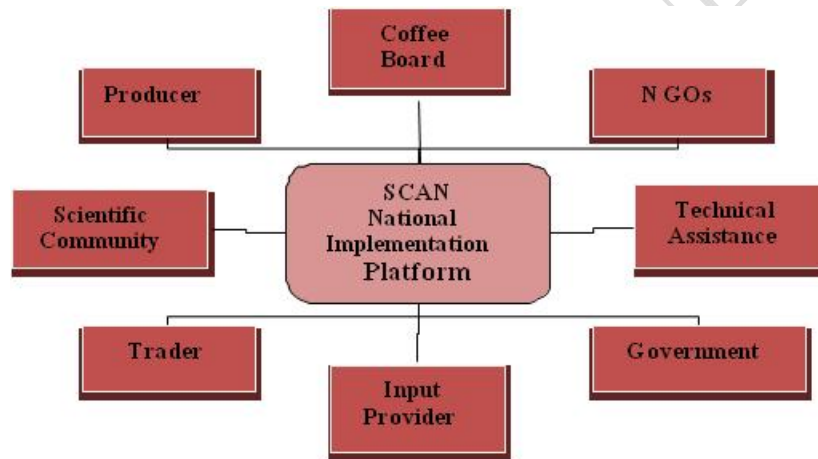 Coffee
Board
Producer
N GOs
Scientific
Community
SCAN
National
Implementation
Platform
Technical
Assistance
Trader
Input
Provider
Government